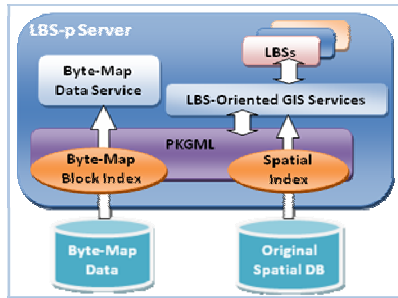 LBS-p Server
LBSs
Byte-Map
Data Service
LBS-Oriented GIS Services
PKGML
Byte-Map
Block Index
Spatial
Index
Byte-Map
Data
Original
Spatial DB